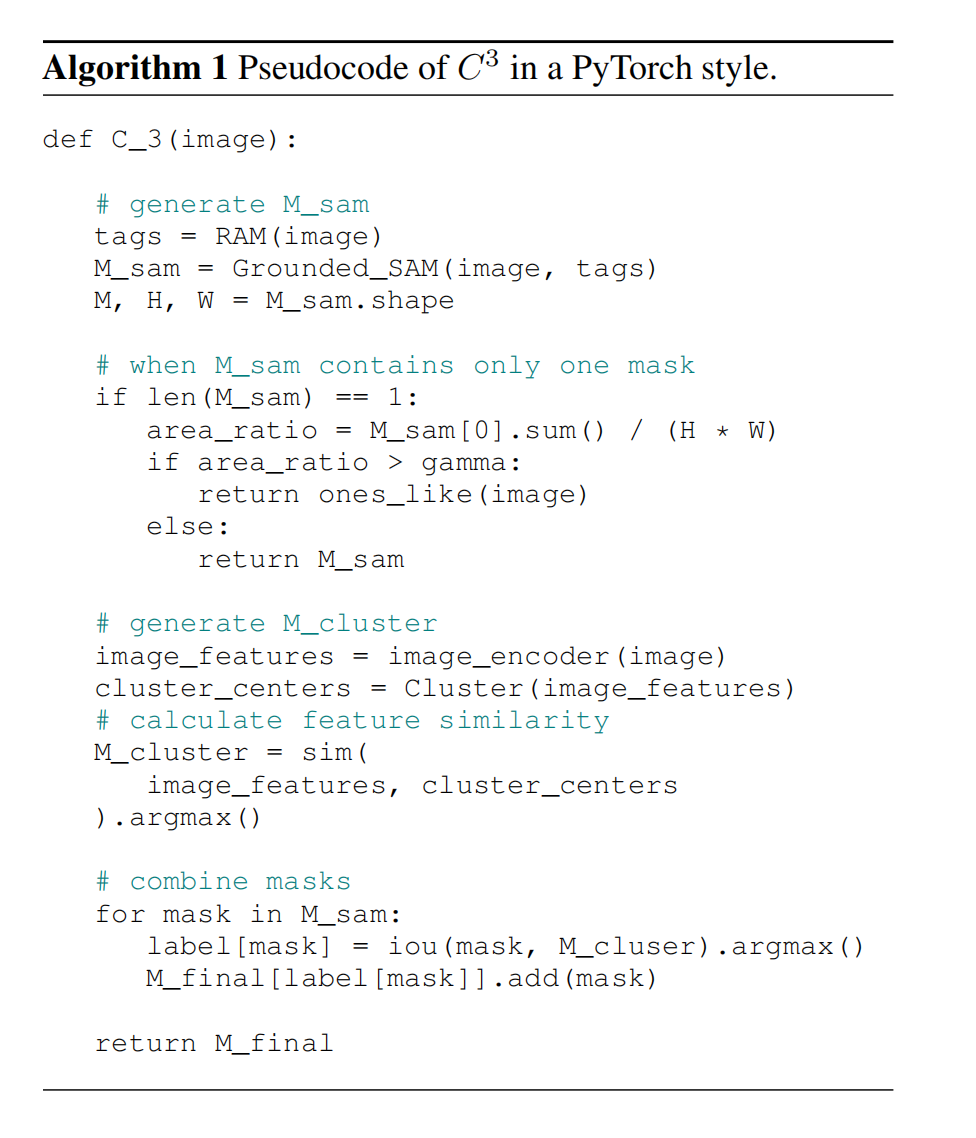 Algorithm 1 Pseudocode of C³ in a PyTorch style.
def C_3(image):
# generate M_sam
tags = RAM(image)
M_sam = Grounded_SAM(image, tags)
M, H, W = M_sam.shape
# when M_sam contains only one mask
if len(M_sam) == 1:
area_ratio = M_sam[0].sum() / (H * W)
if area_ratio > gamma:
return ones_like(image)
else:
return M_sam
# generate M_cluster
image_features = image_encoder(image)
cluster_centers = Cluster(image_features)
# calculate feature similarity
M_cluster = sim(
image_features, cluster_centers
).argmax()
# combine masks
for mask in M_sam:
label[mask] = iou(mask, M_cluser).argmax()
M_final[label[mask]].add(mask)
return M_final